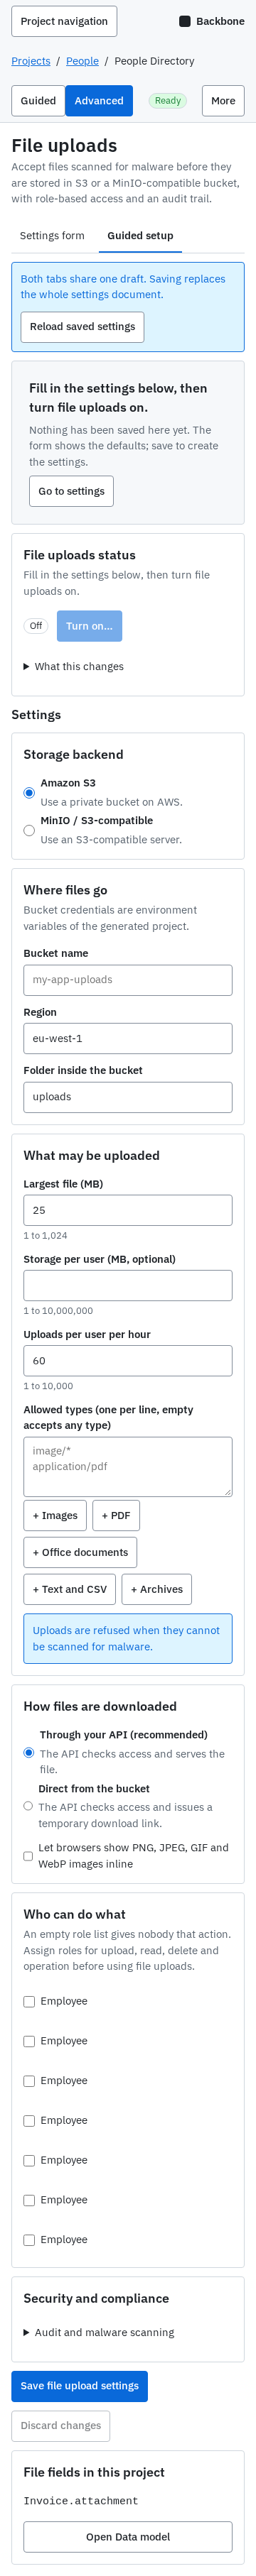 Project navigation
Backbone
Projects / People / People Directory
Guided Advanced Ready More
File uploads
Accept files scanned for malware before they
are stored in S3 or a MinIO-compatible bucket,
with role-based access and an audit trail.
Settings form Guided setup
Both tabs share one draft. Saving replaces
the whole settings document.
Reload saved settings
Fill in the settings below, then
turn file uploads on.
Nothing has been saved here yet. The
form shows the defaults; save to create
the settings.
Go to settings
File uploads status
Fill in the settings below, then turn file
uploads on.
Off Turn on...
What this changes
Settings
Storage backend
Amazon S3
Use a private bucket on AWS.
MinIO / S3-compatible
Use an S3-compatible server.
Where files go
Bucket credentials are environment
variables of the generated project.
Bucket name
my-app-uploads
Region
eu-west-1
Folder inside the bucket
uploads
What may be uploaded
Largest file (MB)
25
1 to 1,024
Storage per user (MB, optional)
1 to 10,000,000
Uploads per user per hour
60
1 to 10,000
Allowed types (one per line, empty
accepts any type)
image/*
application/pdf
+ Images + PDF
+ Office documents
+ Text and CSV + Archives
Uploads are refused when they cannot
be scanned for malware.
How files are downloaded
Through your API (recommended)
The API checks access and serves the
file.
Direct from the bucket
The API checks access and issues a
temporary download link.
Let browsers show PNG, JPEG, GIF and
WebP images inline
Who can do what
An empty role list gives nobody that action.
Assign roles for upload, read, delete and
operation before using file uploads.
Employee
Employee
Employee
Employee
Employee
Employee
Employee
Security and compliance
Audit and malware scanning
Save file upload settings
Discard changes
File fields in this project
Invoice.attachment
Open Data model